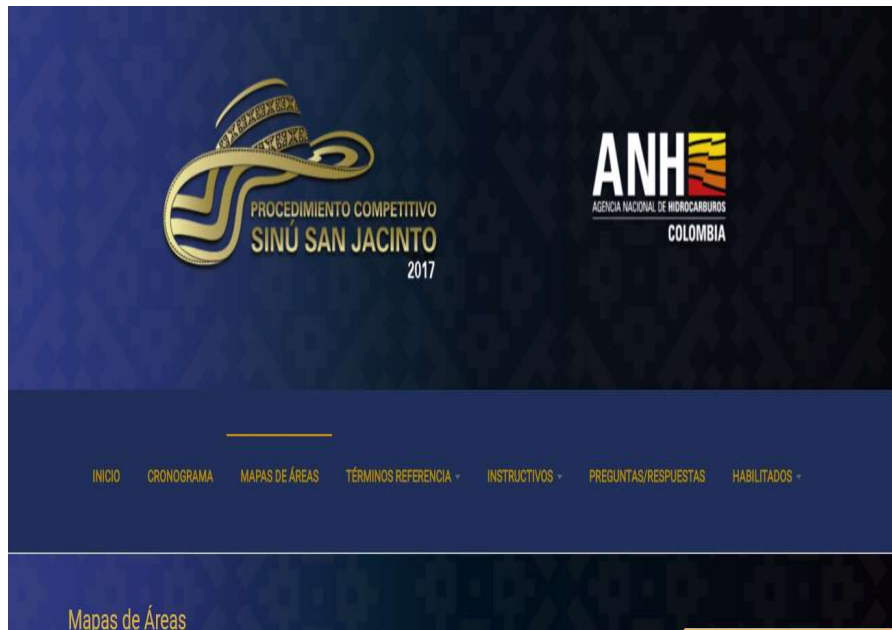 PROCEDIMIENTO COMPETITIVO
SINÚ SAN JACINTO
2017
ANH
AGENCIA NACIONAL DE HIDROCARBUROS
COLOMBIA
INICIO CRONOGRAMA MAPAS DE ÁREAS TÉRMINOS REFERENCIA INSTRUCTIVOS PREGUNTAS/RESPUESTAS HABILITADOS
Mapas de Áreas